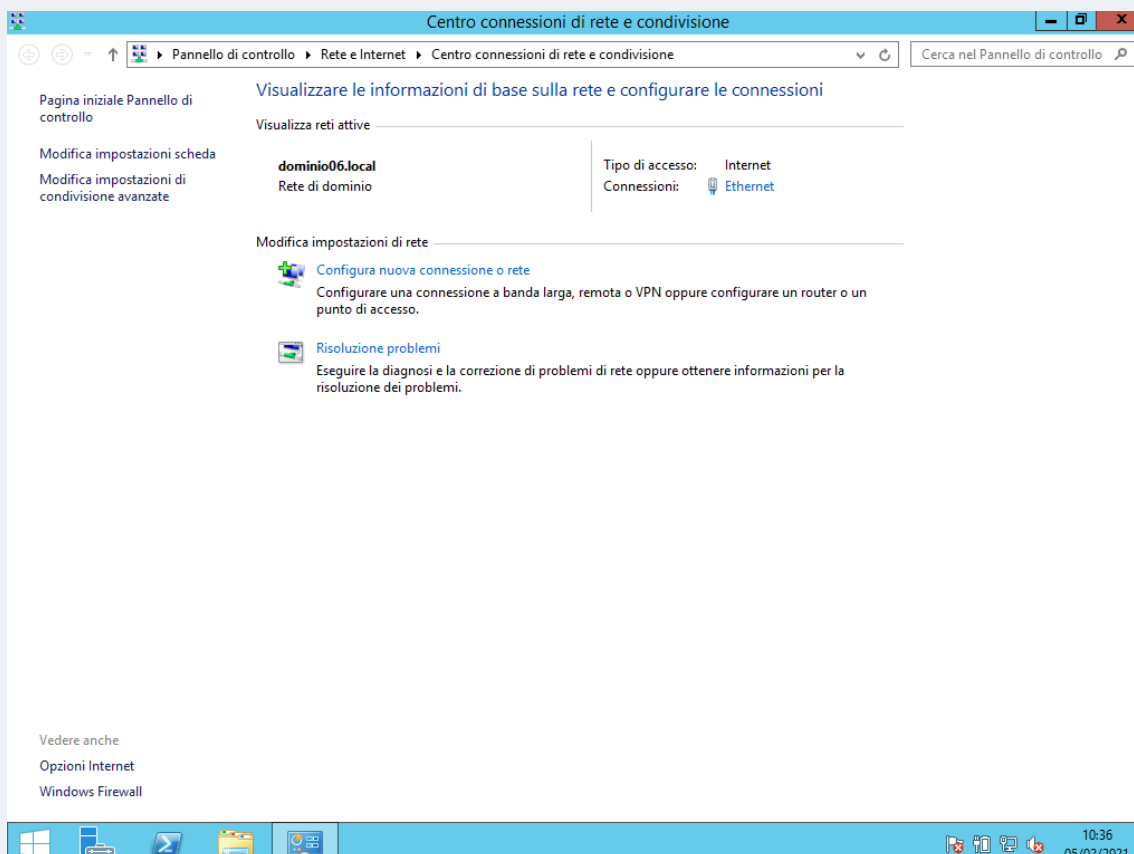 Centro connessioni di rete e condivisione
Pannello di controllo
Rete e Internet
Centro connessioni di rete e condivisione
Cerca nel Pannello di controllo
Pagina iniziale Pannello di
controllo
Modifica impostazioni scheda
Modifica impostazioni di
condivisione avanzate
Visualizzare le informazioni di base sulla rete e configurare le connessioni
Visualizza reti attive
dominio06.local
Rete di dominio
Tipo di accesso: Internet
Connessioni: Ethernet
Modifica impostazioni di rete
Configura nuova connessione o rete
Configurare una connessione a banda larga, remota o VPN oppure configurare un router o un
punto di accesso.
Risoluzione problemi
Eseguire la diagnosi e la correzione di problemi di rete oppure ottenere informazioni per la
risoluzione dei problemi.
Vedere anche
Opzioni Internet
Windows Firewall
10:36
05/02/2021